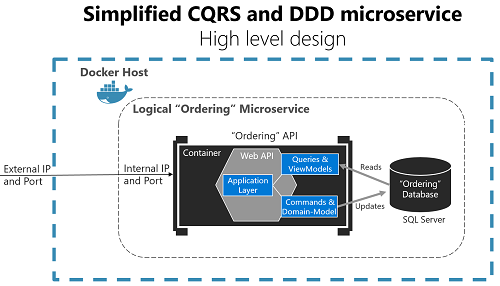 Simplified CQRS and DDD microservice
High level design
Docker Host
Logical “Ordering” Microservice
“Ordering” API
Container
Web API
Queries &
ViewModels
Reads
External IP
and Port
Internal IP
and Port
Application
Layer
“Ordering”
Database
Commands &
Domain-Model
Updates
SQL Server